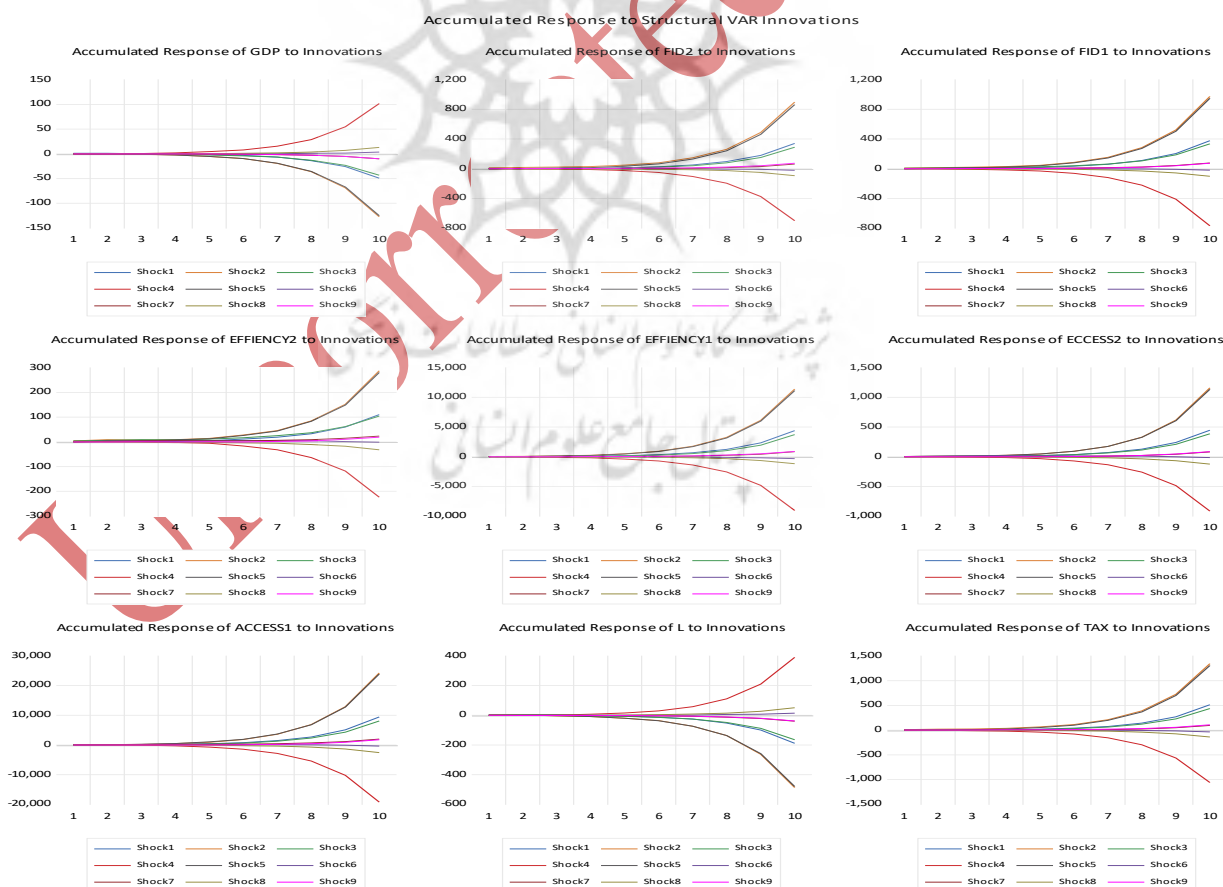 Accumulated Response to Structural VAR Innovations
Accumulated Response of GDP to Innovations
150
100
50
0
-50
-100
-150
1 2 3 4 5 6 7 8 9 10
Shock1 Shock2 Shock3
Shock4 Shock5 Shock6
Shock7 Shock8 Shock9
Accumulated Response of FID2 to Innovations
1,200
800
400
0
-400
-800
1 2 3 4 5 6 7 8 9 10
Shock1 Shock2 Shock3
Shock4 Shock5 Shock6
Shock7 Shock8 Shock9
Accumulated Response of FID1 to Innovations
1,200
800
400
0
-400
-800
1 2 3 4 5 6 7 8 9 10
Shock1 Shock2 Shock3
Shock4 Shock5 Shock6
Shock7 Shock8 Shock9
Accumulated Response of EFFIENCY2 to Innovations
300
200
100
0
-100
-200
-300
1 2 3 4 5 6 7 8 9 10
Shock1 Shock2 Shock3
Shock4 Shock5 Shock6
Shock7 Shock8 Shock9
Accumulated Response of EFFIENCY1 to Innovations
15,000
10,000
5,000
0
-5,000
-10,000
1 2 3 4 5 6 7 8 9 10
Shock1 Shock2 Shock3
Shock4 Shock5 Shock6
Shock7 Shock8 Shock9
Accumulated Response of ECCESS2 to Innovations
1,500
1,000
500
0
-500
-1,000
1 2 3 4 5 6 7 8 9 10
Shock1 Shock2 Shock3
Shock4 Shock5 Shock6
Shock7 Shock8 Shock9
Accumulated Response of ACCESS1 to Innovations
30,000
20,000
10,000
0
-10,000
-20,000
1 2 3 4 5 6 7 8 9 10
Shock1 Shock2 Shock3
Shock4 Shock5 Shock6
Shock7 Shock8 Shock9
Accumulated Response of L to Innovations
400
200
0
-200
-400
-600
1 2 3 4 5 6 7 8 9 10
Shock1 Shock2 Shock3
Shock4 Shock5 Shock6
Shock7 Shock8 Shock9
Accumulated Response of TAX to Innovations
1,500
1,000
500
0
-500
-1,000
-1,500
1 2 3 4 5 6 7 8 9 10
Shock1 Shock2 Shock3
Shock4 Shock5 Shock6
Shock7 Shock8 Shock9
پرتال جامع علوم انسانی